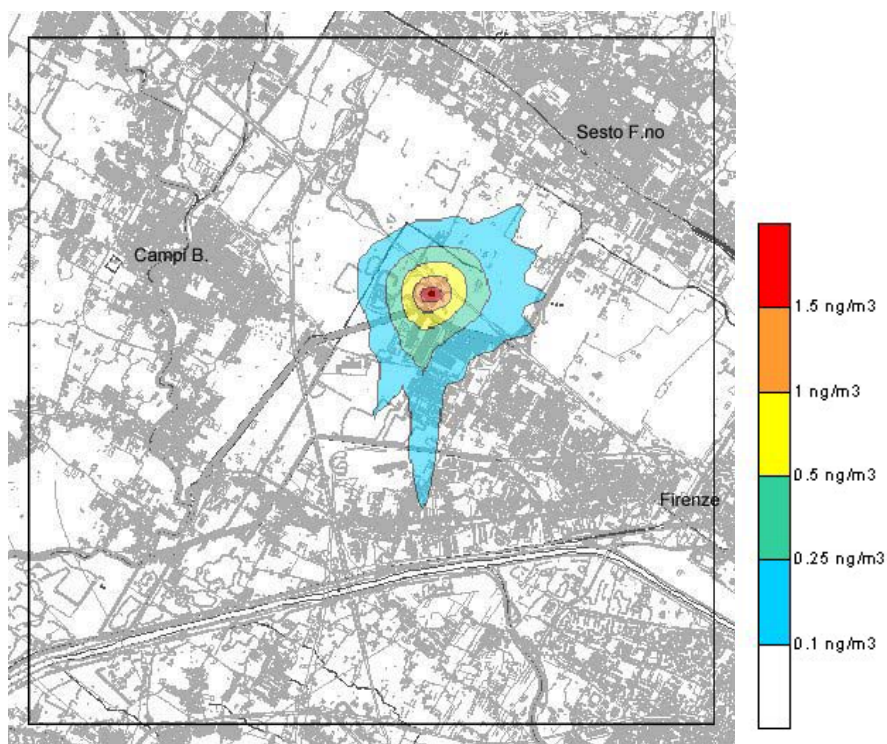 Sesto F.no
Campi B.
Firenze
1.5 ng/m3
1 ng/m3
0.5 ng/m3
0.25 ng/m3
0.1 ng/m3